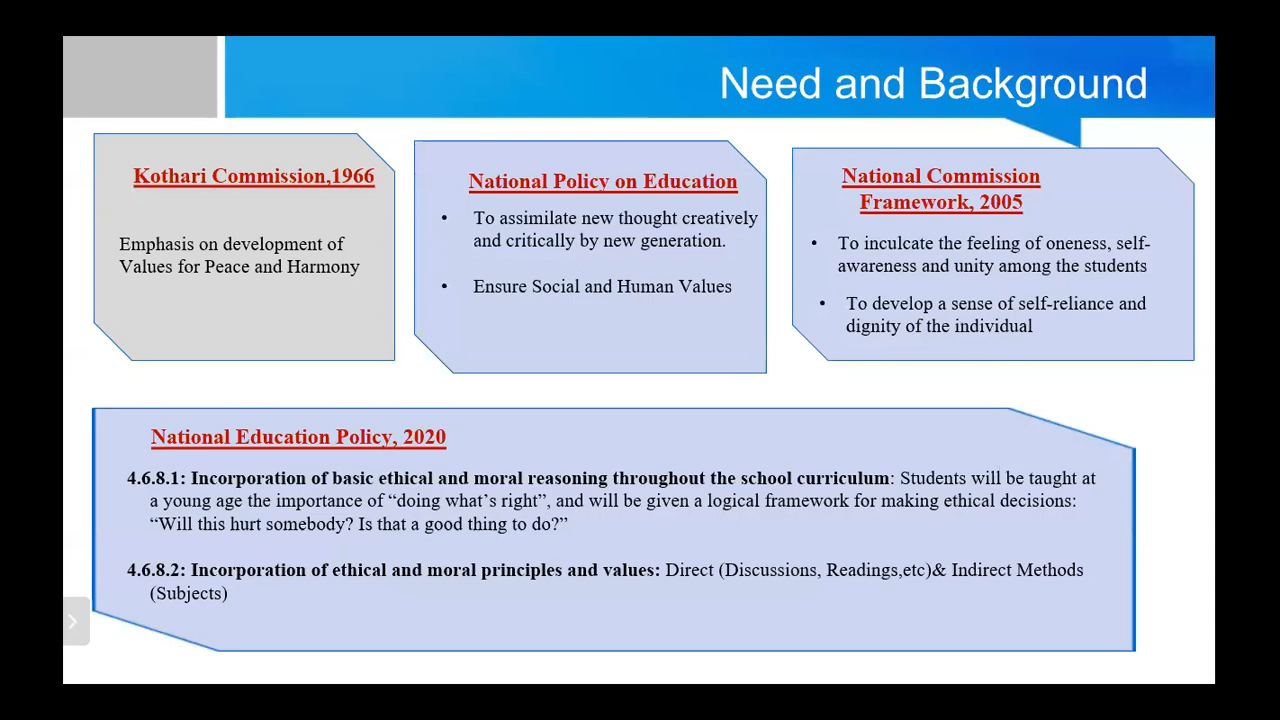 Need and Background
Kothari Commission,1966
Emphasis on development of
Values for Peace and Harmony
National Policy on Education
• To assimilate new thought creatively
and critically by new generation.
• Ensure Social and Human Values
National Commission
Framework, 2005
• To inculcate the feeling of oneness, self-
awareness and unity among the students
• To develop a sense of self-reliance and
dignity of the individual
National Education Policy, 2020
4.6.8.1: Incorporation of basic ethical and moral reasoning throughout the school curriculum: Students will be taught at
a young age the importance of “doing what’s right”, and will be given a logical framework for making ethical decisions:
“Will this hurt somebody? Is that a good thing to do?”
4.6.8.2: Incorporation of ethical and moral principles and values: Direct (Discussions, Readings,etc)& Indirect Methods
(Subjects)